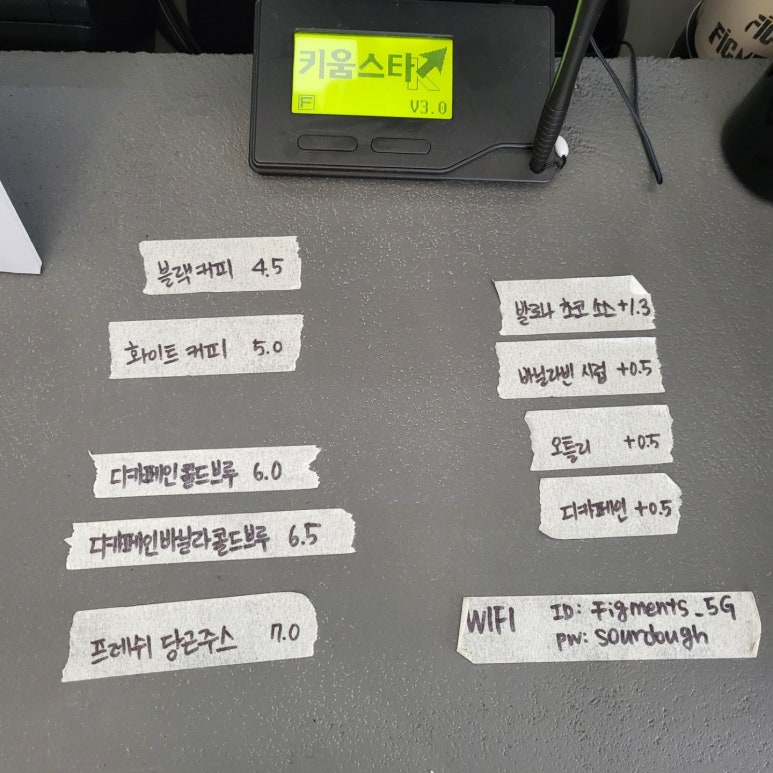 키움스타
K
F
V3.0
FIGME
블랙커피 4.5
화이트 커피 5.0
디카페인콜드브루 6.0
디카페인바닐라콜드브루 6.5
프레쉬 당근주스 7.0
발로나 초코 소스 +1.3
바닐라빈 시럽 +0.5
오틀리 +0.5
디카페인 +0.5
WIFI ID: Figments_5G
PW: sourdough